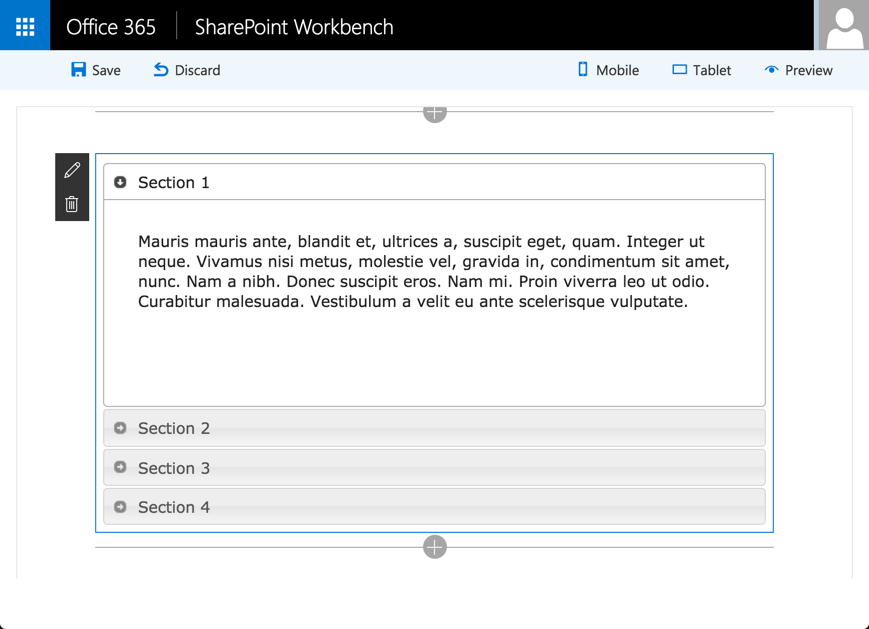 Office 365 SharePoint Workbench
Save Discard Mobile Tablet Preview
Section 1
Mauris mauris ante, blandit et, ultrices a, suscipit eget, quam. Integer ut
neque. Vivamus nisi metus, molestie vel, gravida in, condimentum sit amet,
nunc. Nam a nibh. Donec suscipit eros. Nam mi. Proin viverra leo ut odio.
Curabitur malesuada. Vestibulum a velit eu ante scelerisque vulputate.
Section 2
Section 3
Section 4